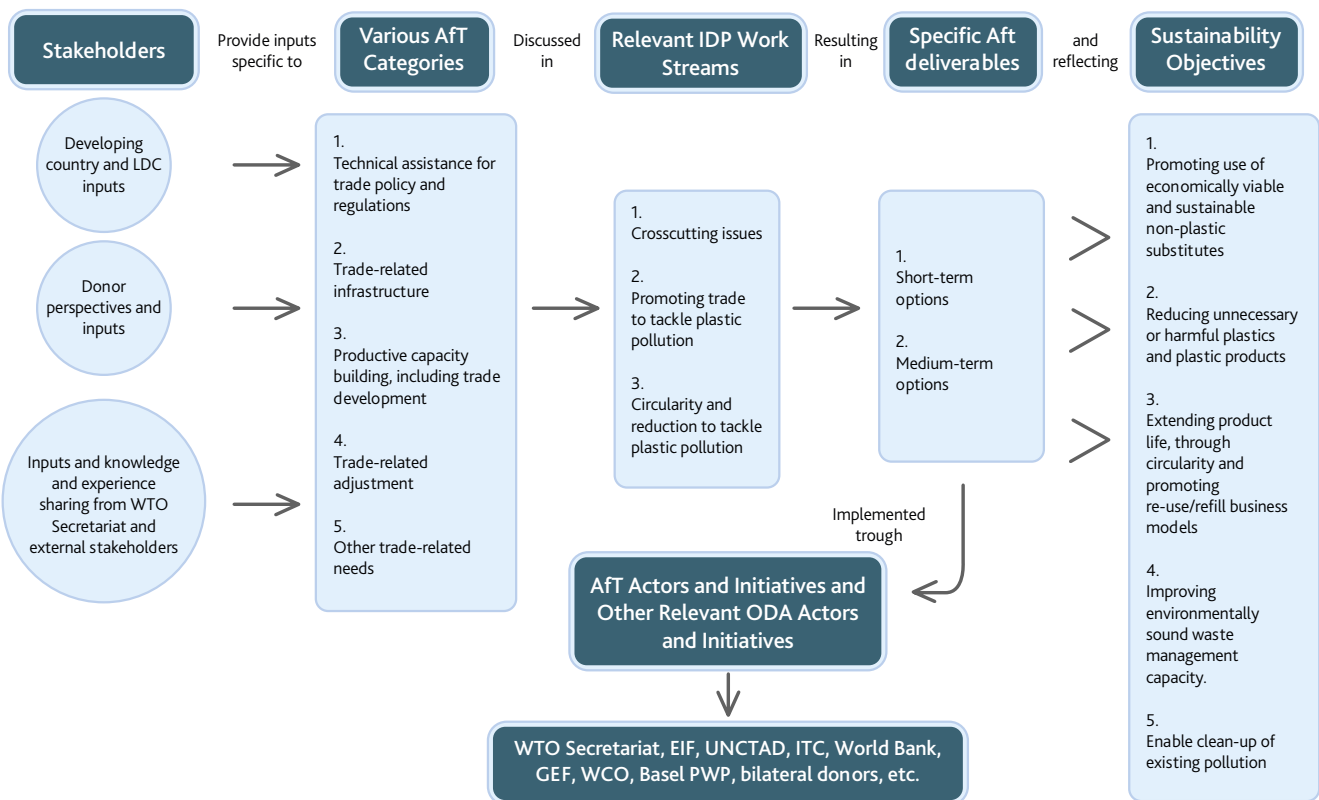 Stakeholders
Provide inputs
specific to
Various AfT
Categories
Discussed
in
Relevant IDP Work
Streams
Resulting
in
Specific Aft
deliverables
and
reflecting
Sustainability
Objectives
Developing
country and LDC
inputs
Donor
perspectives and
inputs
Inputs and knowledge
and experience
sharing from WTO
Secretariat and
external stakeholders
1.
Technical assistance for
trade policy and
regulations
2.
Trade-related
infrastructure
3.
Productive capacity
building, including trade
development
4.
Trade-related
adjustment
5.
Other trade-related
needs
1.
Crosscutting issues
2.
Promoting trade
to tackle plastic
pollution
3.
Circularity and
reduction to tackle
plastic pollution
1.
Short-term
options
2.
Medium-term
options
1.
Promoting use of
economically viable
and sustainable
non-plastic
substitutes
2.
Reducing unnecessary
or harmful plastics
and plastic products
3.
Extending product
life, through
circularity and
promoting
re-use/refill business
models
4.
Improving
environmentally
sound waste
management
capacity.
5.
Enable clean-up of
existing pollution
Implemented
trough
AfT Actors and Initiatives and
Other Relevant ODA Actors
and Initiatives
WTO Secretariat, EIF, UNCTAD, ITC, World Bank,
GEF, WCO, Basel PWP, bilateral donors, etc.